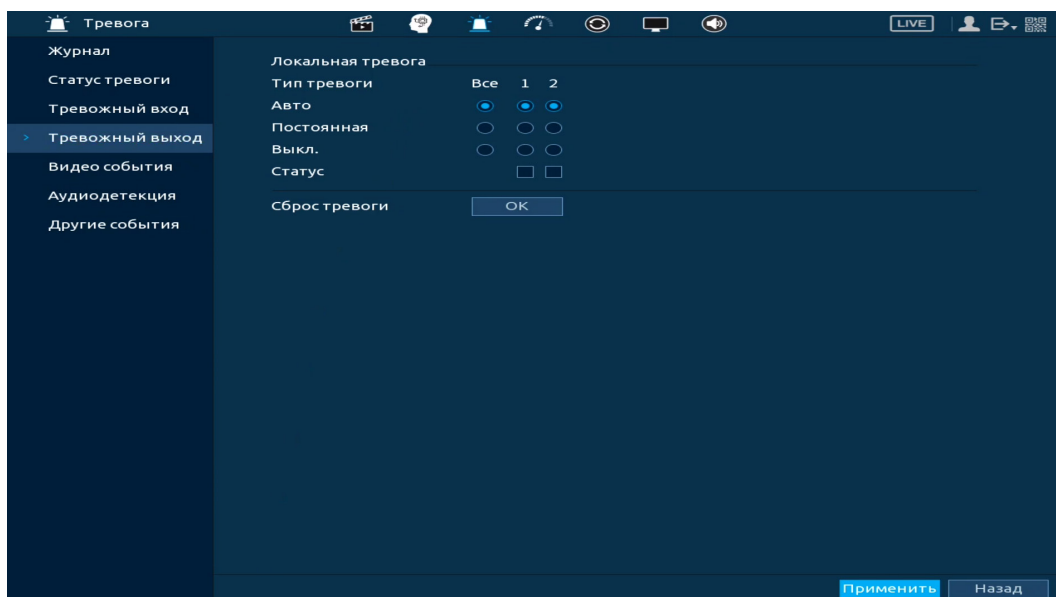 Тревога
LIVE
Журнал
Статус тревоги
Тревожный вход
> Тревожный выход
Видео события
Аудиодетекция
Другие события
Локальная тревога
Тип тревоги Все 1 2
Авто
Постоянная
Выкл.
Статус
Сброс тревоги OK
Применить Назад